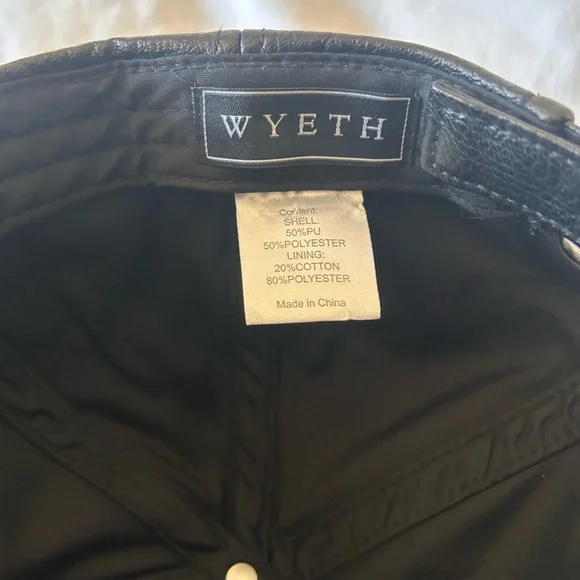 WYETH
Content:
SHELL:
50%PU
50%POLYESTER
LINING:
20%COTTON
80%POLYESTER
Made in China